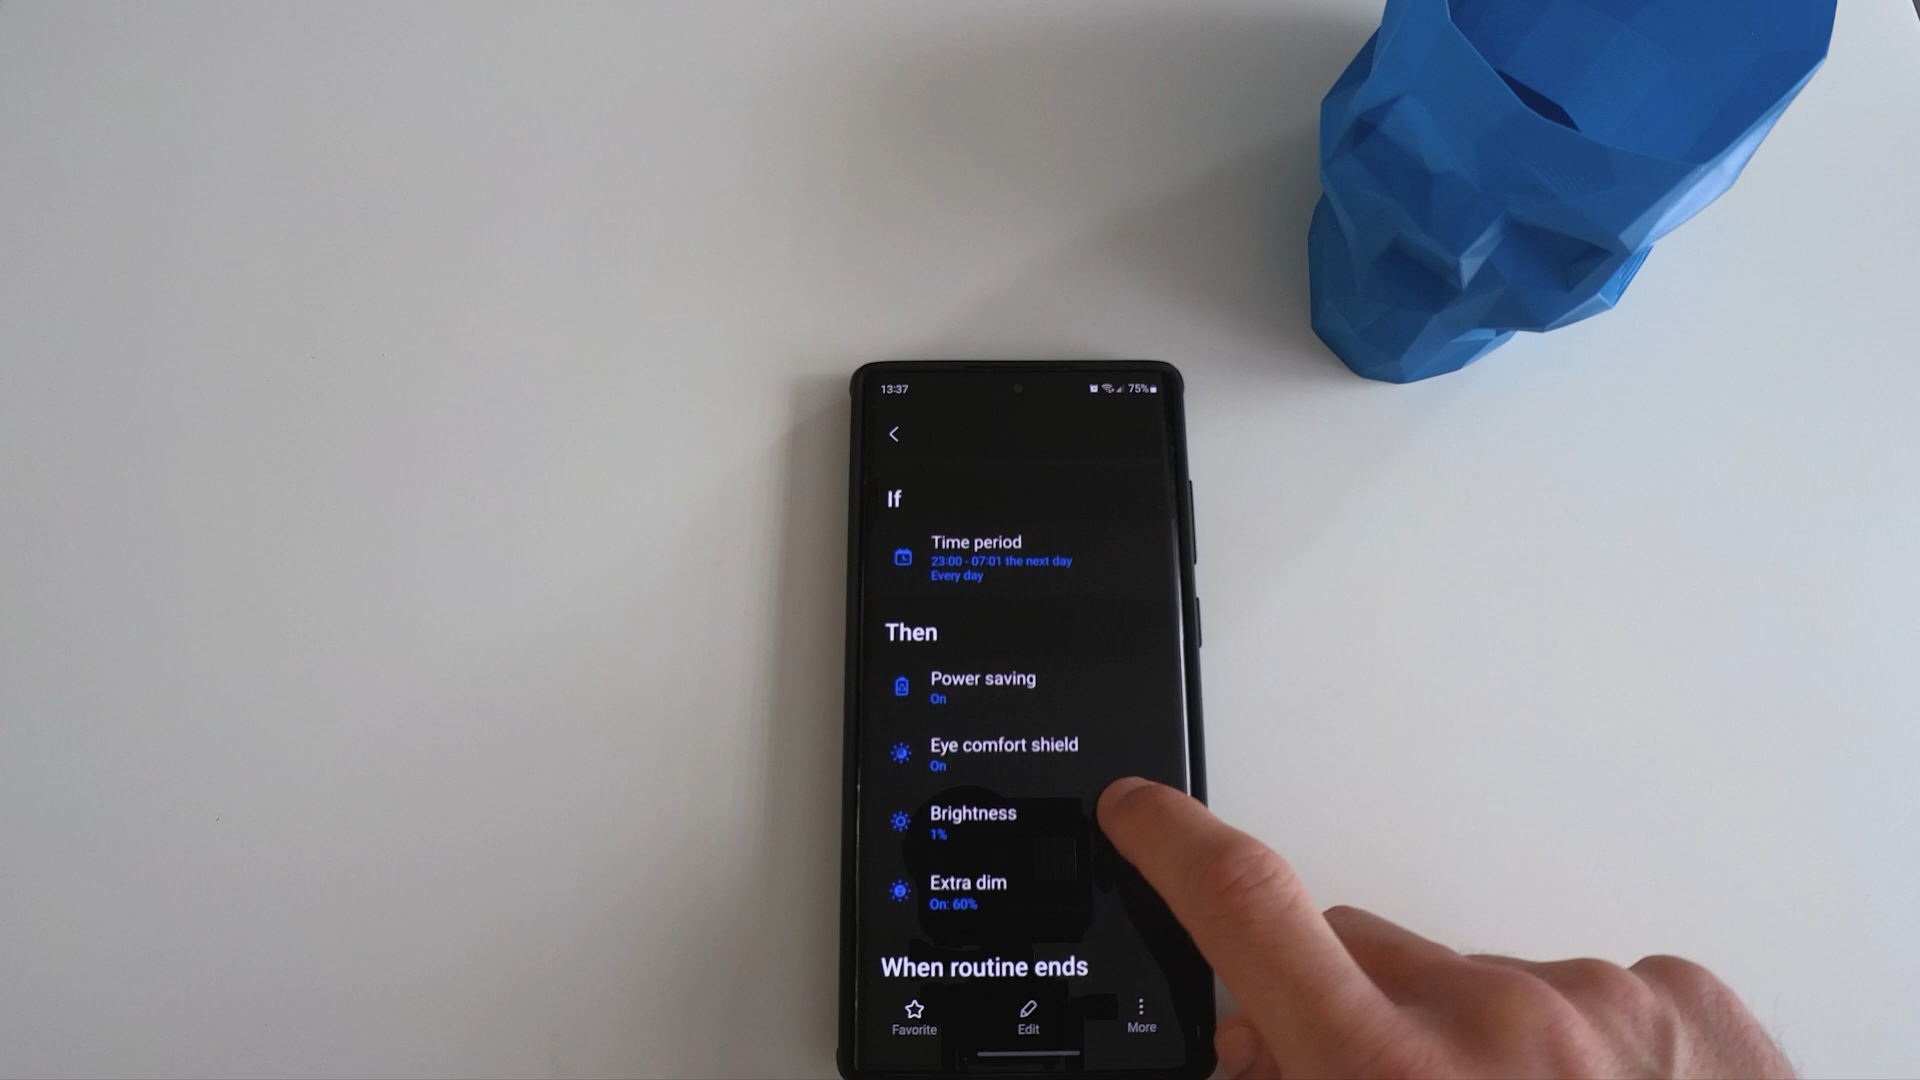 13:37
75%
If
Time period
23:00 - 07:01 the next day
Every day
Then
Power saving
On
Eye comfort shield
On
Brightness
1%
Extra dim
On: 60%
When routine ends
Favorite
Edit
More